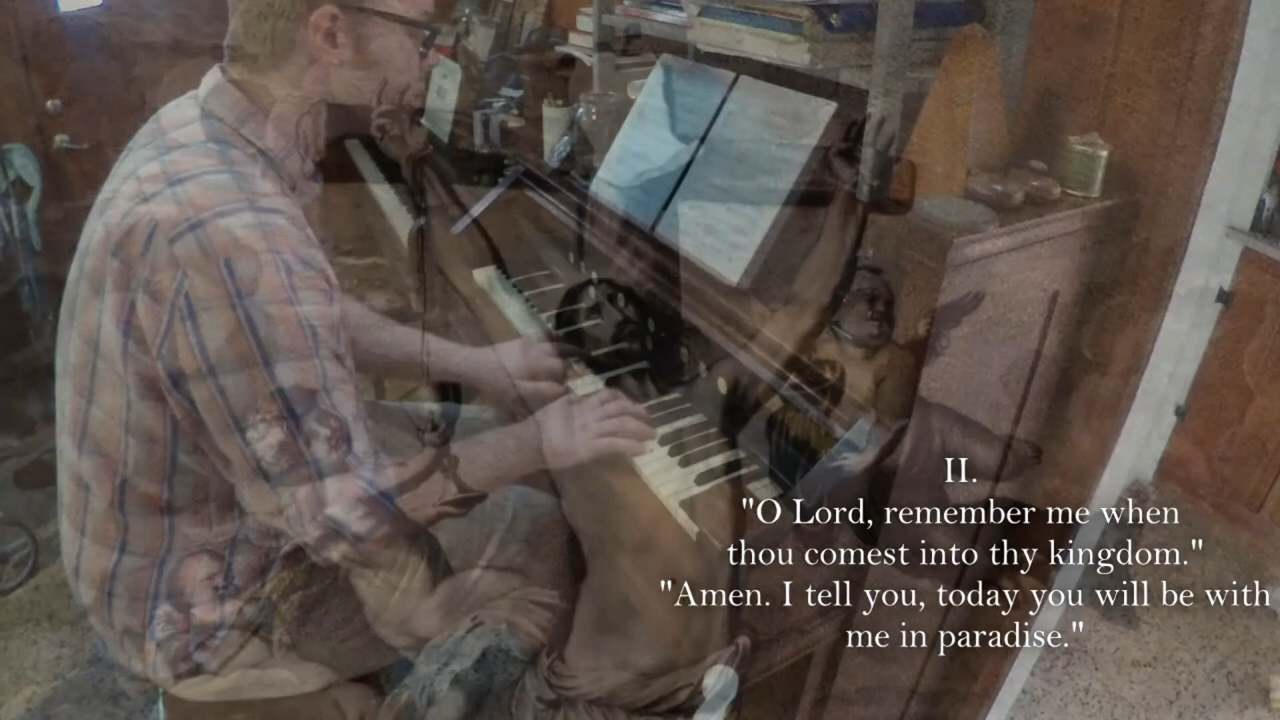 II.
"O Lord, remember me when
thou comest into thy kingdom."
"Amen. I tell you, today you will be with
me in paradise."